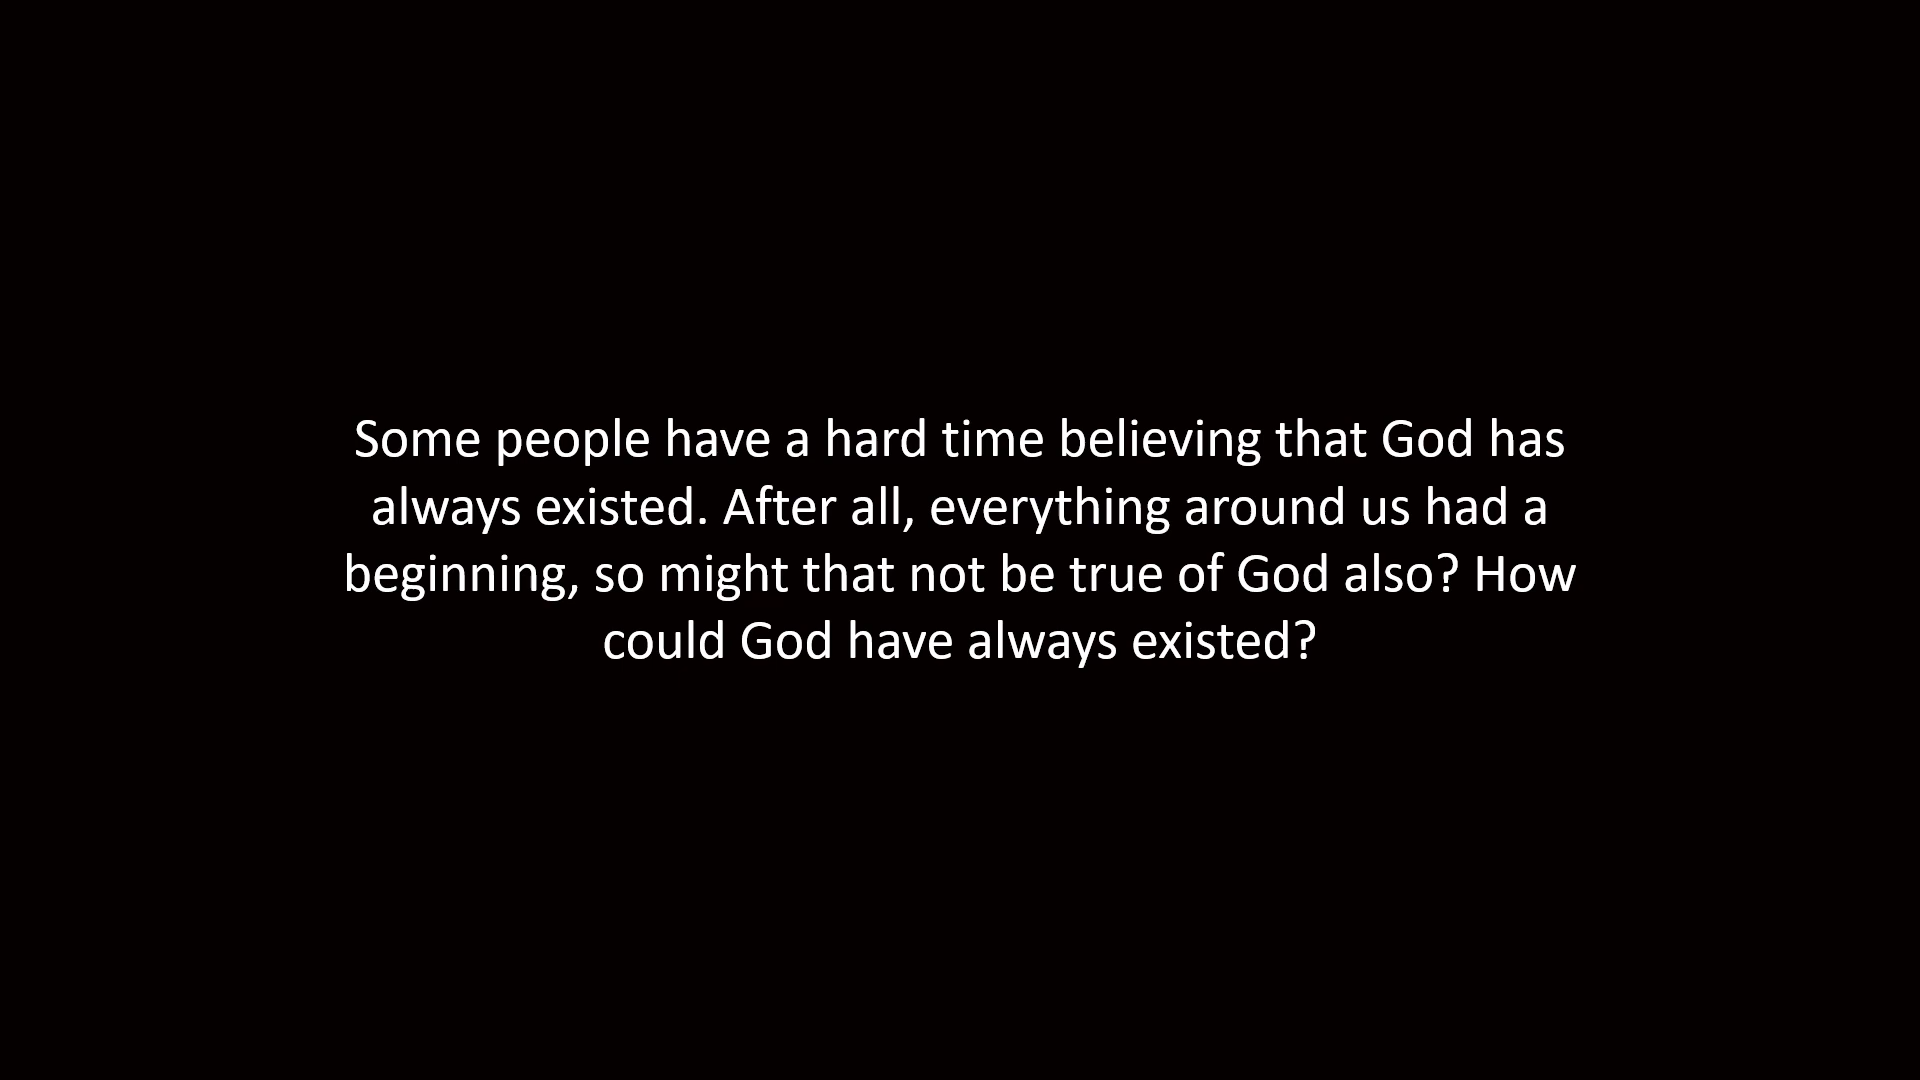 Some people have a hard time believing that God has
always existed. After all, everything around us had a
beginning, so might that not be true of God also? How
could God have always existed?